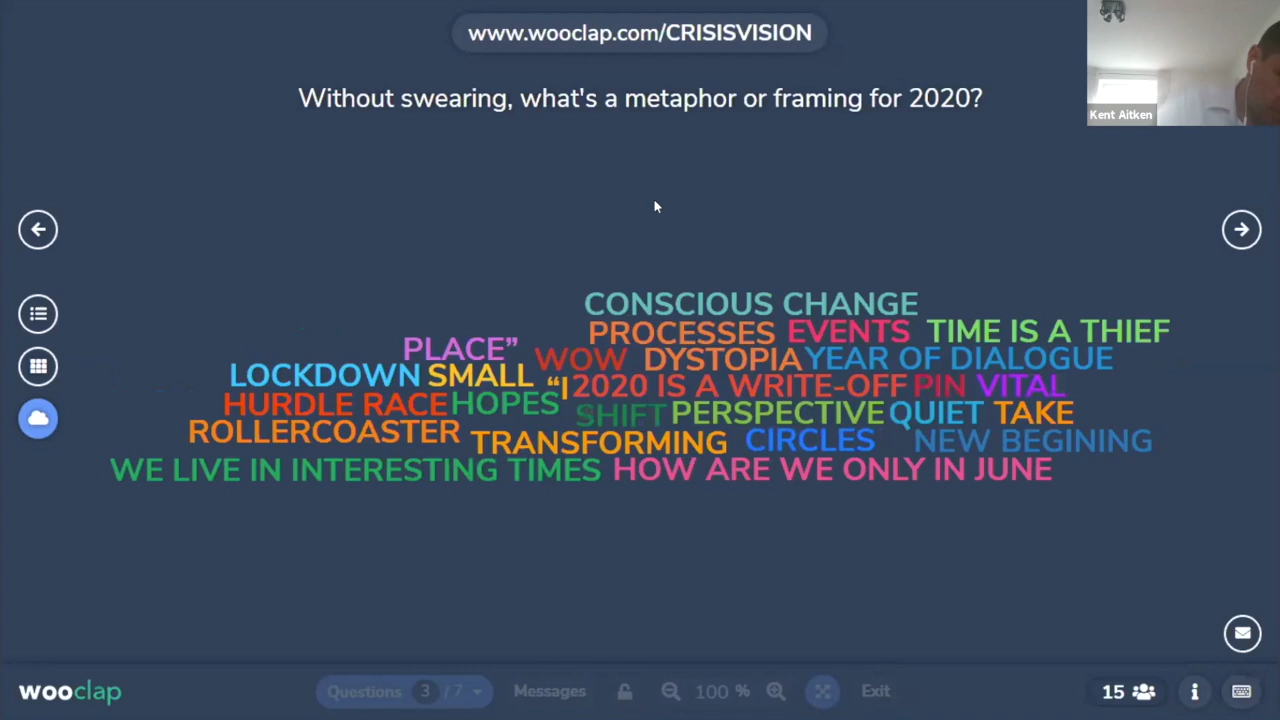 www.wooclap.com/CRISISVISION
Without swearing, what's a metaphor or framing for 2020?
Kent Aitken
CONSCIOUS CHANGE
PROCESSES EVENTS TIME IS A THIEF
PLACE” WOW DYSTOPIA YEAR OF DIALOGUE
LOCKDOWN SMALL “I 2020 IS A WRITE-OFF PIN VITAL
HURDLE RACE HOPES SHIFT PERSPECTIVE QUIET TAKE
ROLLERCOASTER TRANSFORMING CIRCLES NEW BEGINING
WE LIVE IN INTERESTING TIMES HOW ARE WE ONLY IN JUNE
wooclap Questions 3 / 7 Messages 100 % Exit 15